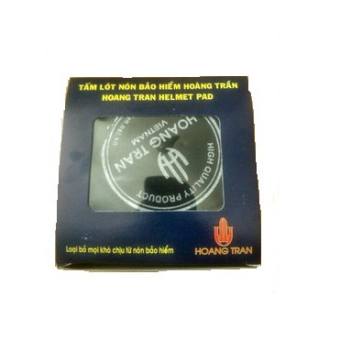 TẤM LÓT NÓN BẢO HIỂM HOÀNG TRẦN
HOANG TRAN HELMET PAD
HOANG TRAN
VIETNAM
HIGH QUALITY PRODUCT
Loại bỏ mọi khó chịu từ nón bảo hiểm
HOANG TRAN